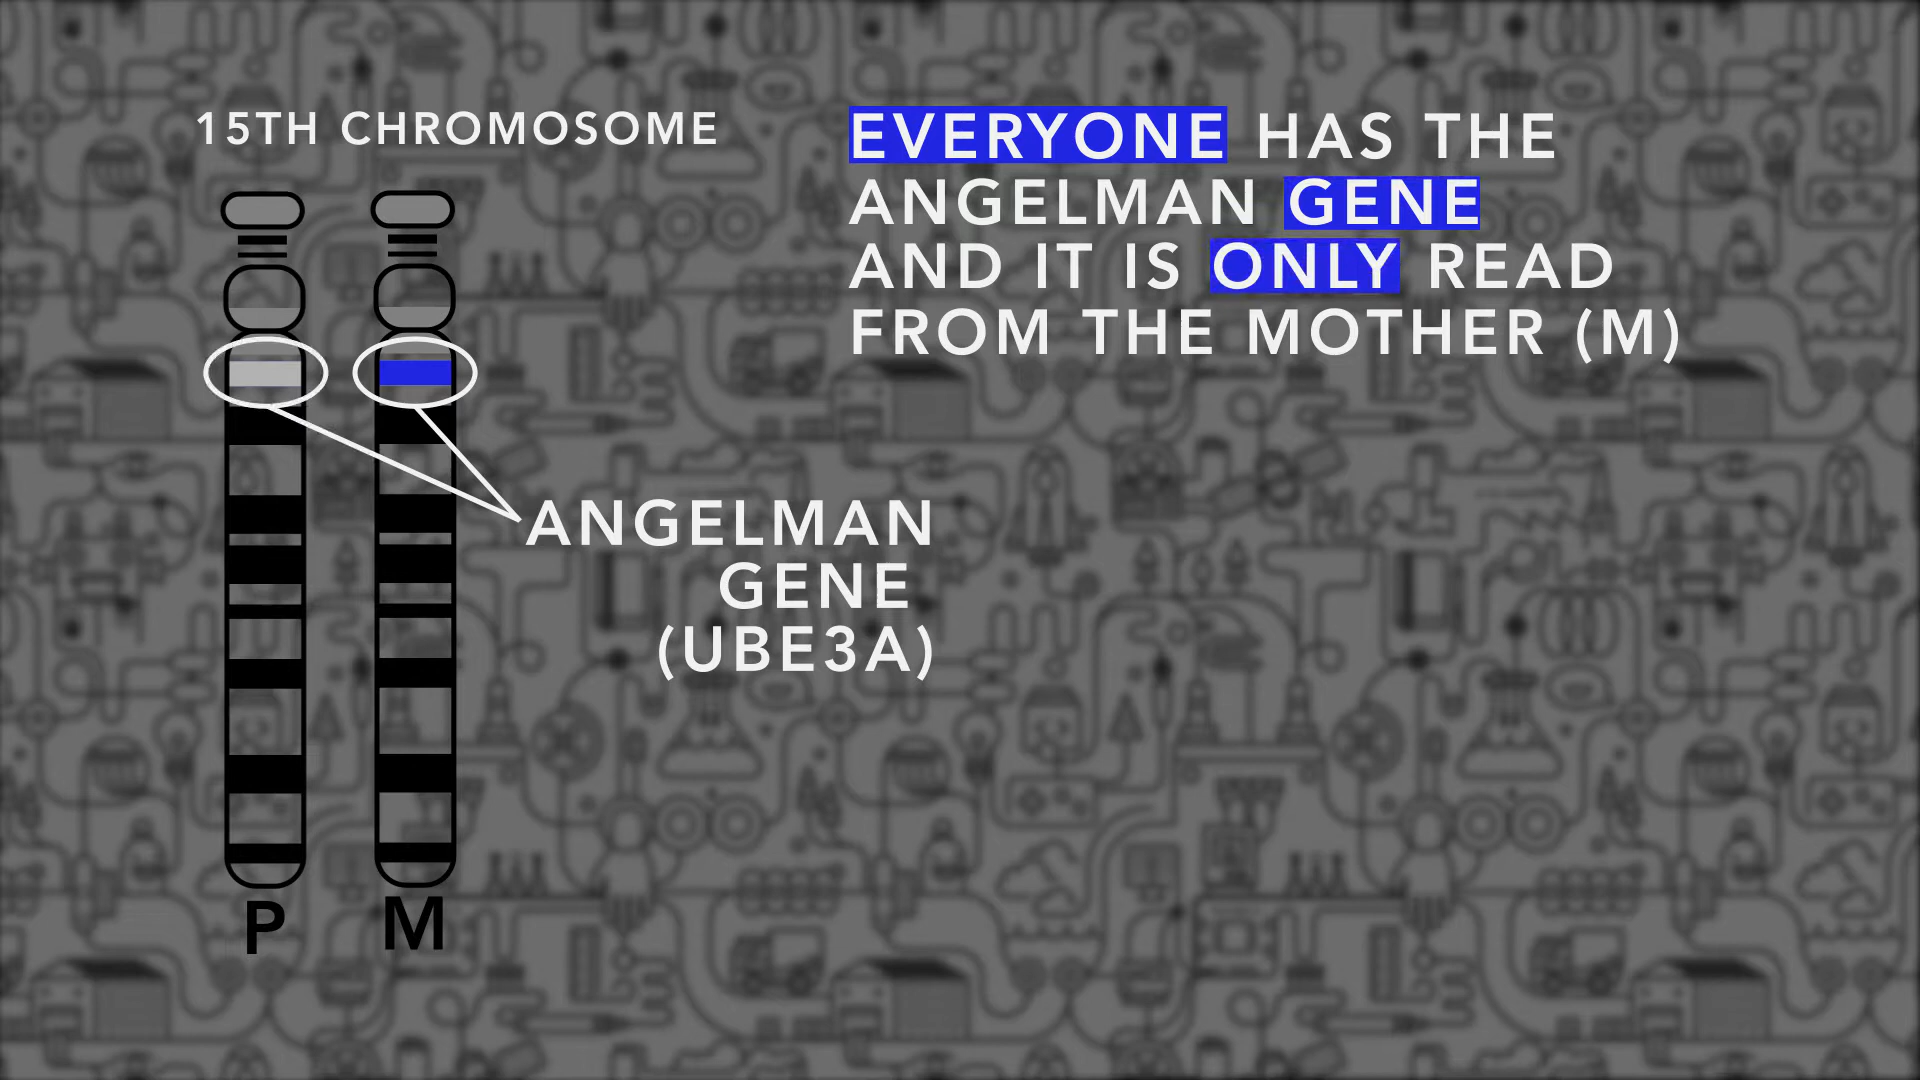 15TH CHROMOSOME
EVERYONE HAS THE
ANGELMAN GENE
AND IT IS ONLY READ
FROM THE MOTHER (M)
ANGELMAN
GENE
(UBE3A)
P M